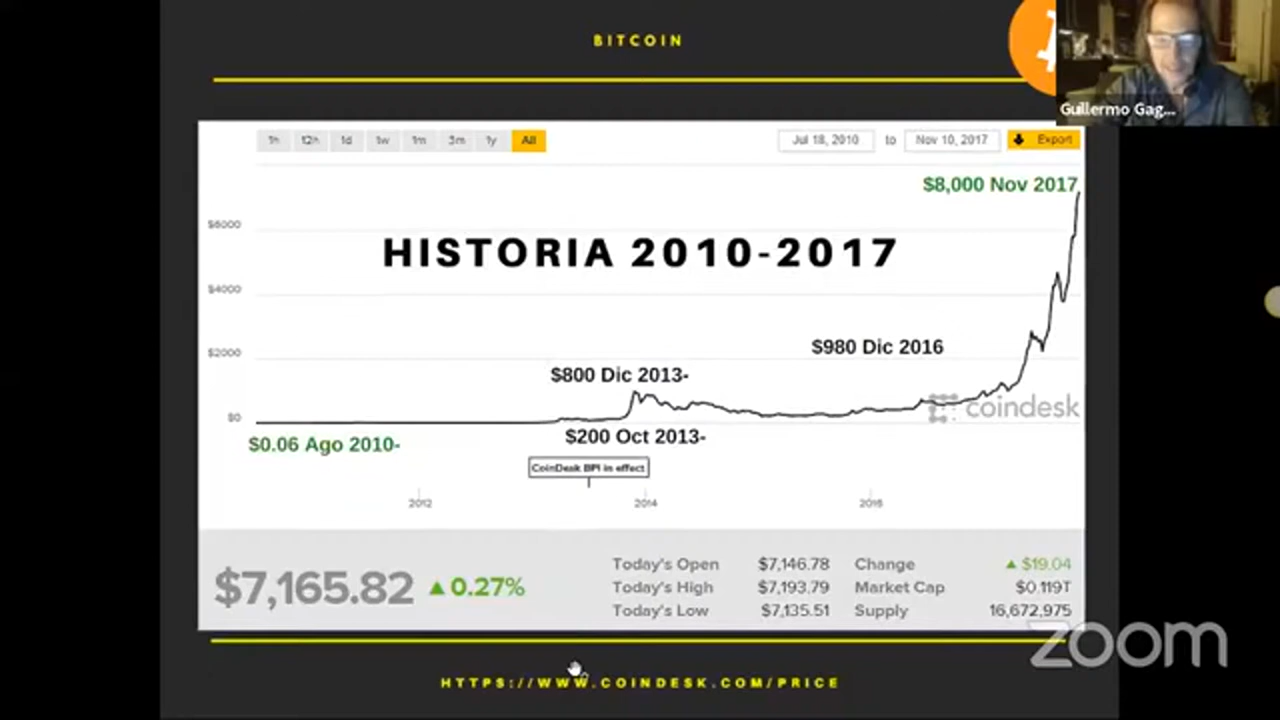 BITCOIN
Guillermo Gag...
1h 12h 1d 1w 1m 3m 1y All
Jul 18, 2010 to Nov 10, 2017 Export
$8,000 Nov 2017
$6000
HISTORIA 2010-2017
$4000
$980 Dic 2016
$2000
$800 Dic 2013-
coindesk
$0
$200 Oct 2013-
$0.06 Ago 2010-
CoinDesk BPI in effect
2012 2014 2016
$7,165.82 ▲0.27%
Today's Open $7,146.78 Change ▲ $19.04
Today's High $7,193.79 Market Cap $0.119T
Today's Low $7,135.51 Supply 16,672,975
zoom
HTTPS://WWW.COINDESK.COM/PRICE